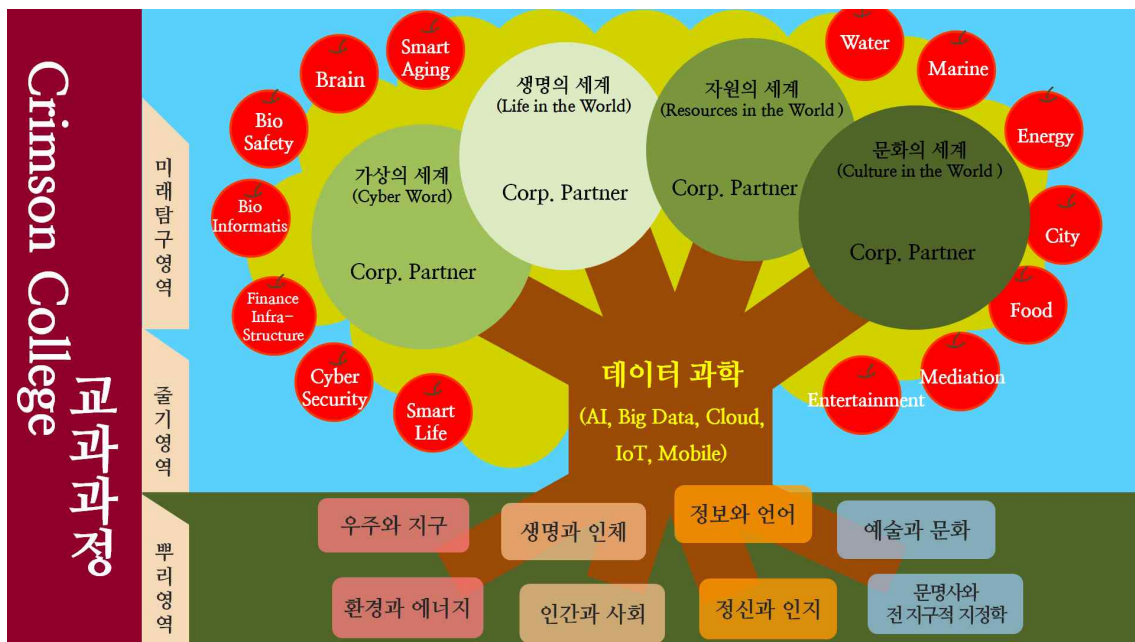 Crimson College
교과과정
미래탐구영역
줄기영역
뿌리영역
Smart
Aging
Brain
Bio
Safety
Bio
Informatis
Finance
Infra-
Structure
Cyber
Security
Smart
Life
가상의 세계
(Cyber Word)
Corp. Partner
생명의 세계
(Life in the World)
Corp. Partner
자원의 세계
(Resources in the World )
Corp. Partner
문화의 세계
(Culture in the World )
Corp. Partner
Water
Marine
Energy
City
Food
Mediation
Entertainment
데이터 과학
(AI, Big Data, Cloud,
IoT, Mobile)
우주와 지구
생명과 인체
정보와 언어
예술과 문화
환경과 에너지
인간과 사회
정신과 인지
문명사와
전 지구적 지정학